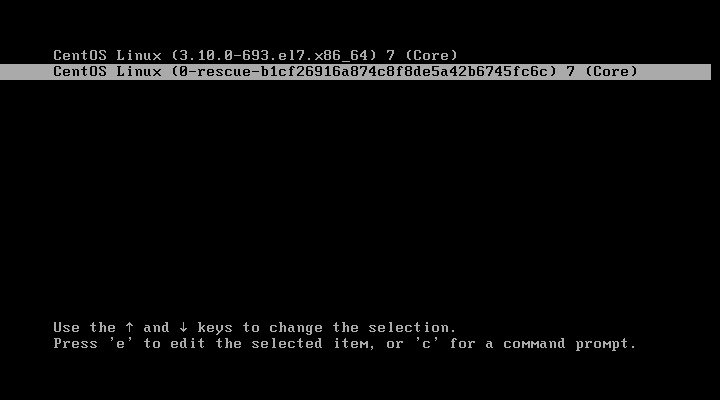 CentOS Linux (3.10.0-693.el7.x86_64) 7 (Core)
CentOS Linux (0-rescue-b1cf26916a874c8f8de5a42b6745fc6c) 7 (Core)
Use the ↑ and ↓ keys to change the selection.
Press 'e' to edit the selected item, or 'c' for a command prompt.